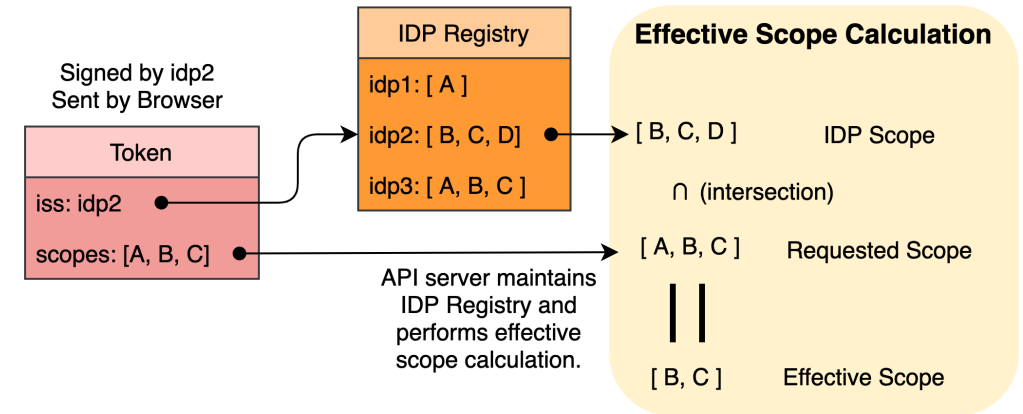 Signed by idp2
Sent by Browser
Token
iss: idp2
scopes: [A, B, C]
IDP Registry
idp1: [ A ]
idp2: [ B, C, D]
idp3: [ A, B, C ]
API server maintains
IDP Registry and
performs effective
scope calculation.
Effective Scope Calculation
[ B, C, D ] IDP Scope
∩ (intersection)
[ A, B, C ] Requested Scope
[ B, C ] Effective Scope